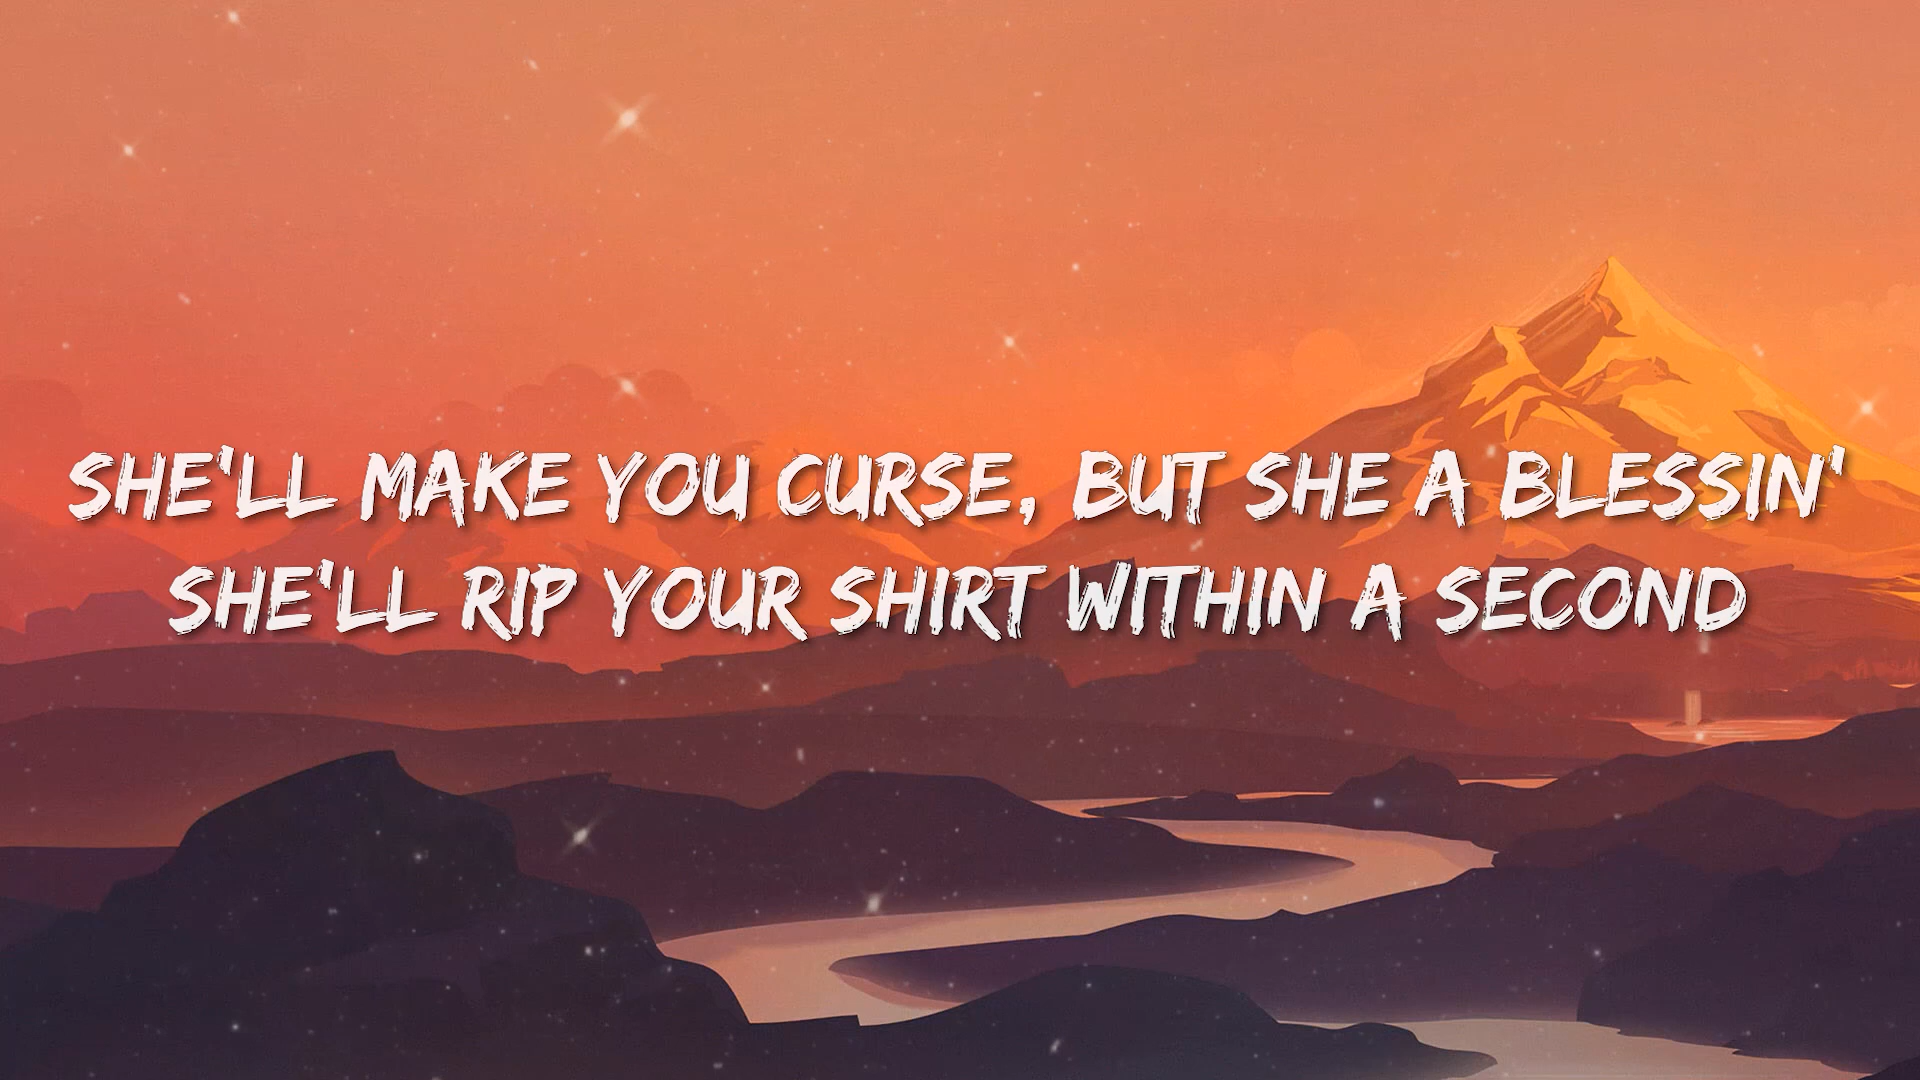 SHE'LL MAKE YOU CURSE, BUT SHE A BLESSIN'
SHE'LL RIP YOUR SHIRT WITHIN A SECOND